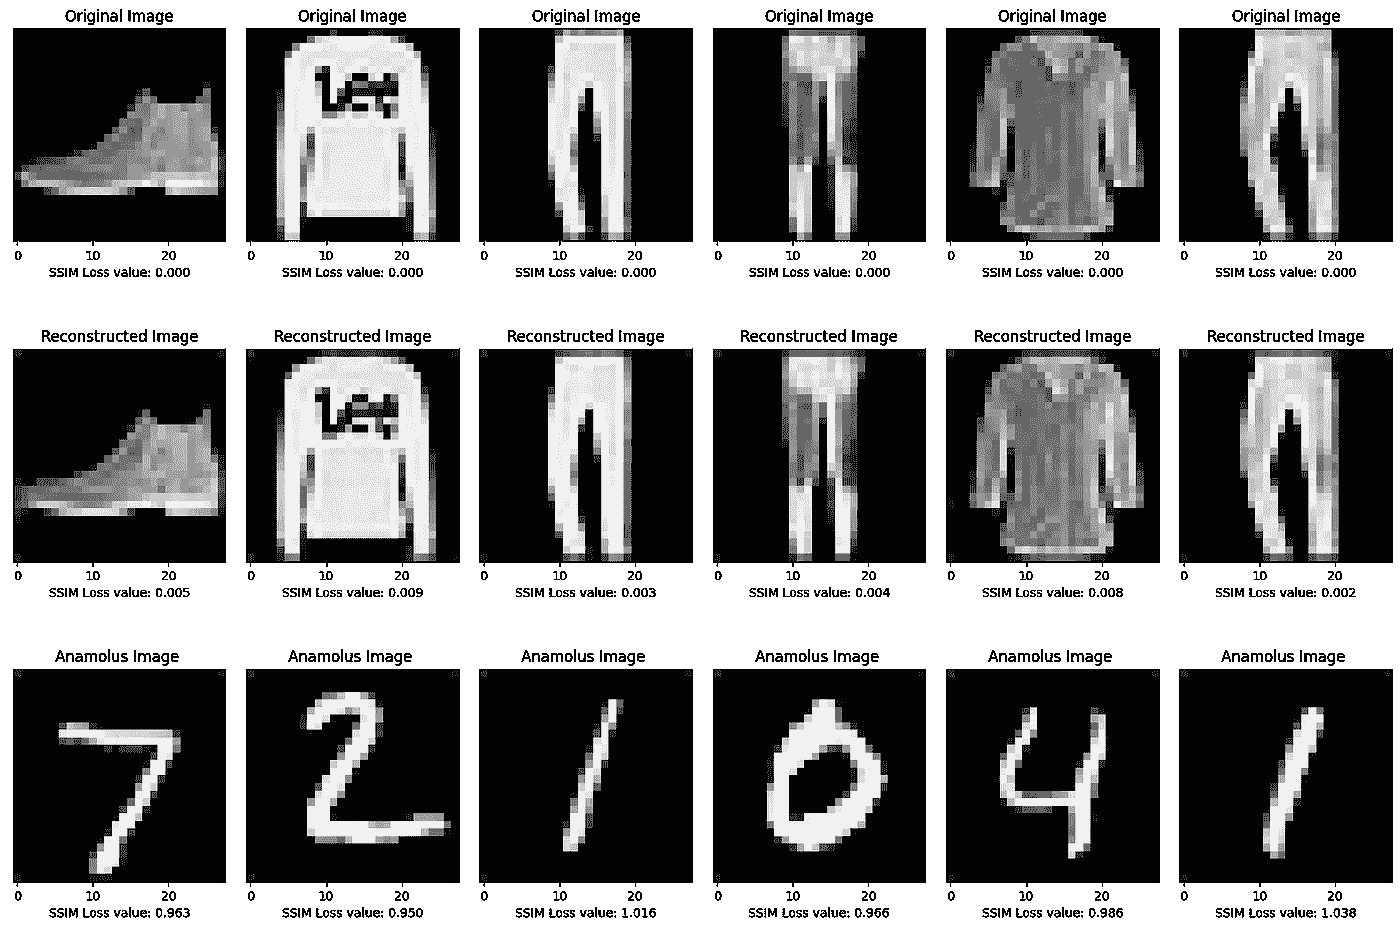 Original Image Original Image Original Image Original Image Original Image Original Image
0 10 20 0 10 20 0 10 20 0 10 20 0 10 20 0 10 20
SSIM Loss value: 0.000 SSIM Loss value: 0.000 SSIM Loss value: 0.000 SSIM Loss value: 0.000 SSIM Loss value: 0.000 SSIM Loss value: 0.000
Reconstructed Image Reconstructed Image Reconstructed Image Reconstructed Image Reconstructed Image Reconstructed Image
0 10 20 0 10 20 0 10 20 0 10 20 0 10 20 0 10 20
SSIM Loss value: 0.005 SSIM Loss value: 0.009 SSIM Loss value: 0.003 SSIM Loss value: 0.004 SSIM Loss value: 0.008 SSIM Loss value: 0.002
Anamolus Image Anamolus Image Anamolus Image Anamolus Image Anamolus Image Anamolus Image
7 2 1 0 4 1
0 10 20 0 10 20 0 10 20 0 10 20 0 10 20 0 10 20
SSIM Loss value: 0.963 SSIM Loss value: 0.950 SSIM Loss value: 1.016 SSIM Loss value: 0.966 SSIM Loss value: 0.986 SSIM Loss value: 1.038